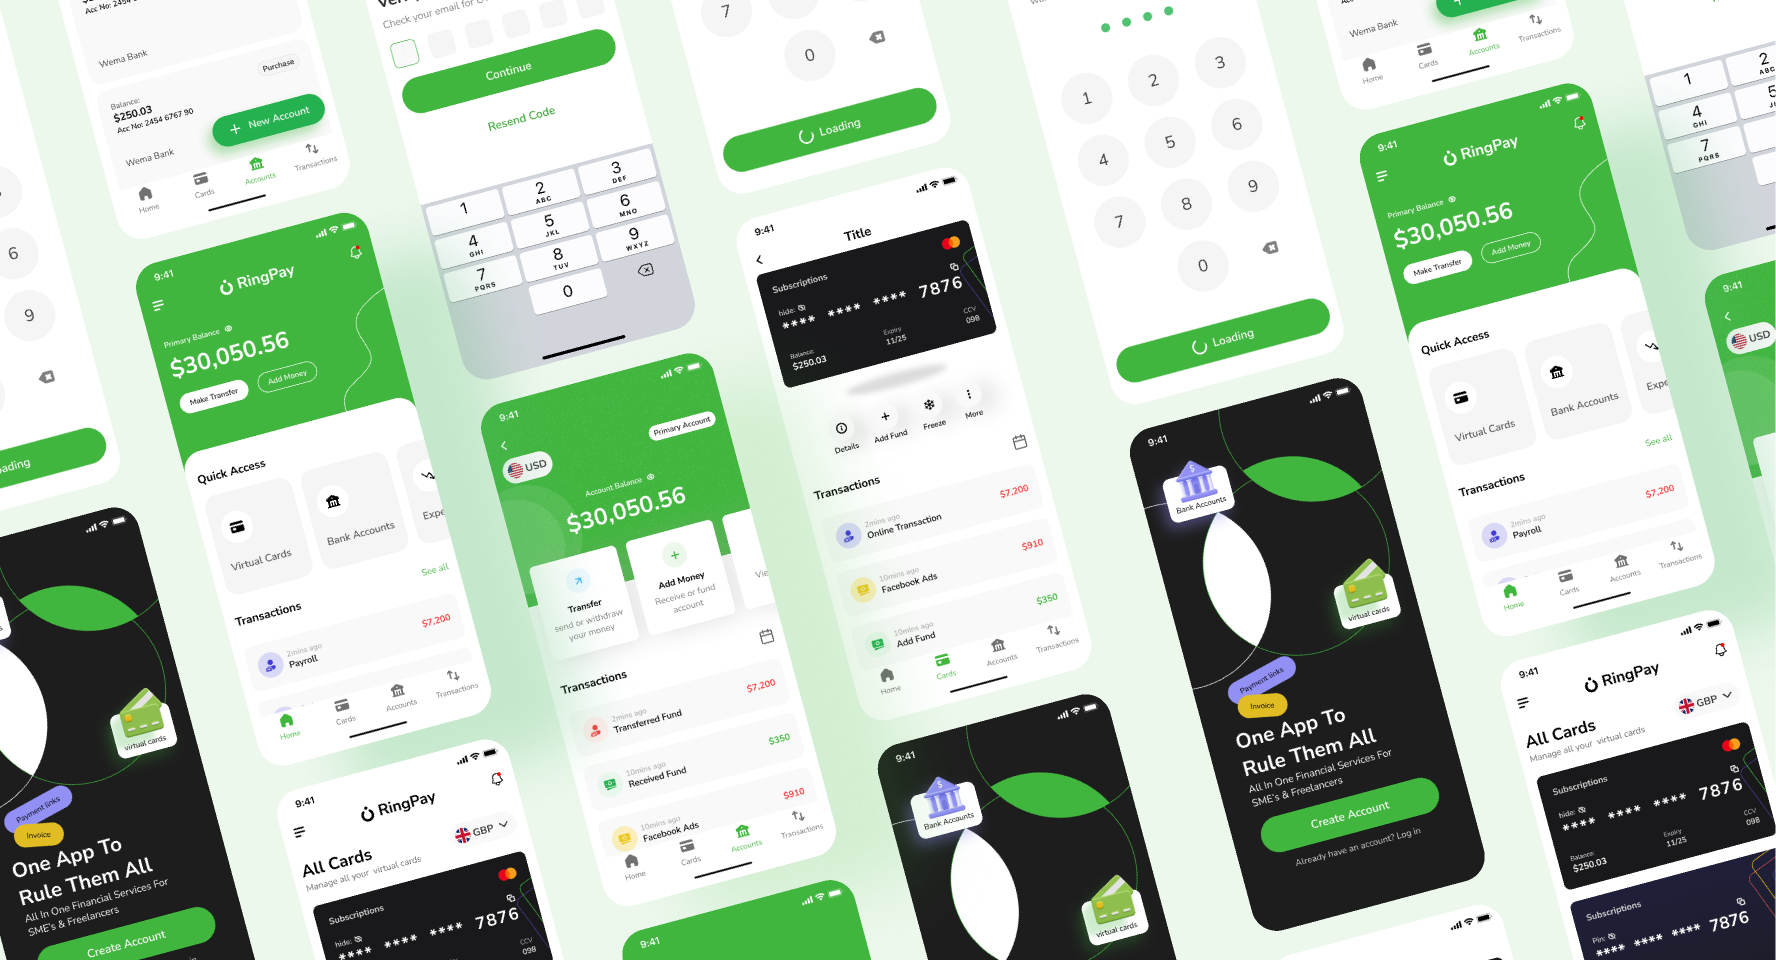 Acc No: 2454 6767 90
Wema Bank
Purchase
Balance:
$250.03
Acc No: 2454 6767 90
New Account
Wema Bank
Home
Cards
Accounts
Transactions
6
9
Loading
Check your email for
Continue
Resend Code
1
2
ABC
3
DEF
4
GHI
5
JKL
6
MNO
7
PQRS
8
TUV
9
WXYZ
0
7
0
Loading
1
2
3
4
5
6
7
8
9
0
Loading
Wema Bank
Home
Cards
Accounts
Transactions
1
2
ABC
4
GHI
5
7
PQRS
9:41
RingPay
Primary Balance
$30,050.56
Make Transfer
Add Money
Quick Access
Virtual Cards
Bank Accounts
Expe
See all
Transactions
2mins ago
Payroll
$7,200
Home
Cards
Accounts
Transactions
9:41
Primary Account
USD
Account Balance
$30,050.56
Transfer
send or withdraw
your money
Add Money
Receive or fund
account
Vie
Transactions
2mins ago
Transferred Fund
$7,200
10mins ago
Received Fund
$350
10mins ago
Facebook Ads
$910
Home
Cards
Accounts
Transactions
9:41
Title
Subscriptions
hide:
**** **** **** 7876
Balance:
$250.03
Expiry
11/25
CCV
098
Details
Add Fund
Freeze
More
Transactions
2mins ago
Online Transaction
$7,200
10mins ago
Facebook Ads
$910
10mins ago
Add Fund
$350
Home
Cards
Accounts
Transactions
9:41
Bank Accounts
virtual cards
Payment links
Invoice
One App To
Rule Them All
All In One Financial Services For
SME's & Freelancers
Create Account
Already have an account? Log in
9:41
RingPay
Primary Balance
$30,050.56
Make Transfer
Add Money
Quick Access
Virtual Cards
Bank Accounts
Expe
See all
Transactions
2mins ago
Payroll
$7,200
Home
Cards
Accounts
Transactions
9:41
USD
virtual cards
Payment links
Invoice
One App To
Rule Them All
All In One Financial Services For
SME's & Freelancers
Create Account
9:41
RingPay
GBP
All Cards
Manage all your virtual cards
Subscriptions
hide:
**** **** **** 7876
CCV
098
9:41
9:41
Bank Accounts
virtual cards
9:41
RingPay
GBP
All Cards
Manage all your virtual cards
Subscriptions
hide:
**** **** **** 7876
Balance:
$250.03
Expiry
11/25
CCV
098
Subscriptions
Pin:
**** **** **** 7876